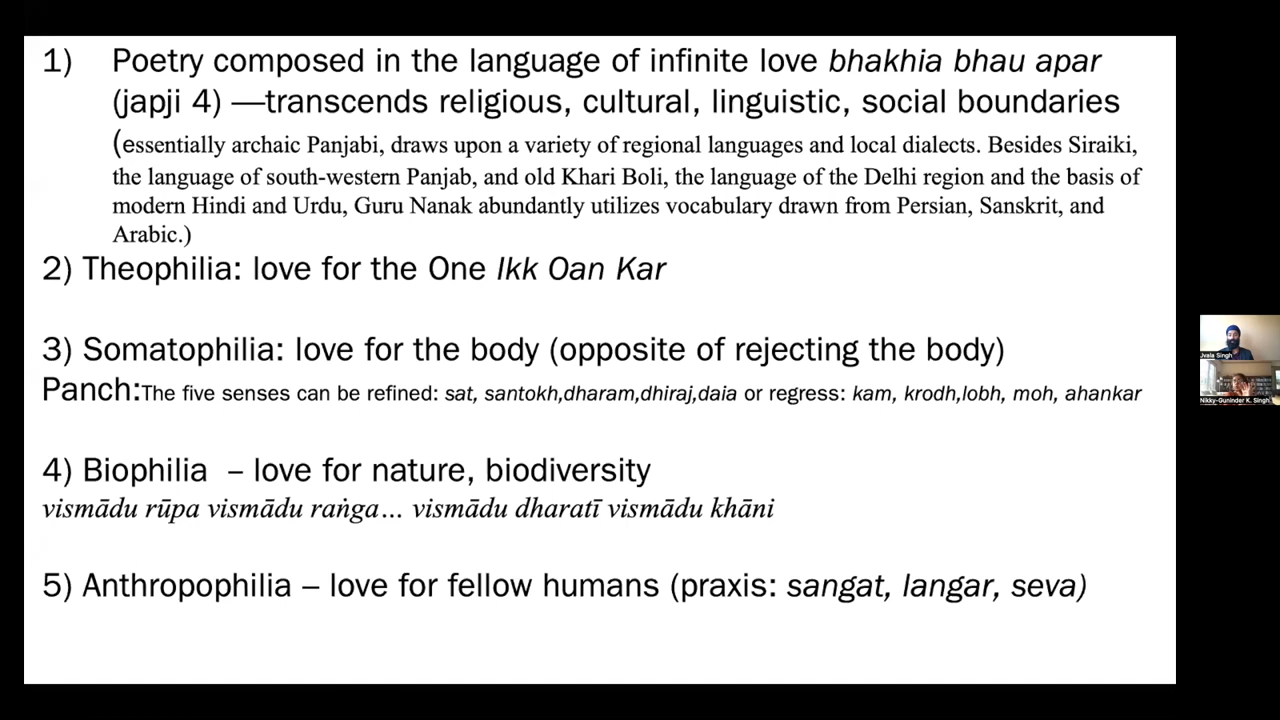 1) Poetry composed in the language of infinite love bhakhia bhau apar
(japji 4) —transcends religious, cultural, linguistic, social boundaries
(essentially archaic Panjabi, draws upon a variety of regional languages and local dialects. Besides Siraiki,
the language of south-western Panjab, and old Khari Boli, the language of the Delhi region and the basis of
modern Hindi and Urdu, Guru Nanak abundantly utilizes vocabulary drawn from Persian, Sanskrit, and
Arabic.)
2) Theophilia: love for the One Ikk Oan Kar
3) Somatophilia: love for the body (opposite of rejecting the body)
Panch:The five senses can be refined: sat, santokh,dharam,dhiraj,daia or regress: kam, krodh,lobh, moh, ahankar
4) Biophilia – love for nature, biodiversity
vismādu rūpa vismādu raṅga... vismādu dharatī vismādu khāni
5) Anthropophilia – love for fellow humans (praxis: sangat, langar, seva)
Jvala Singh
Nikky-Guninder K. Singh